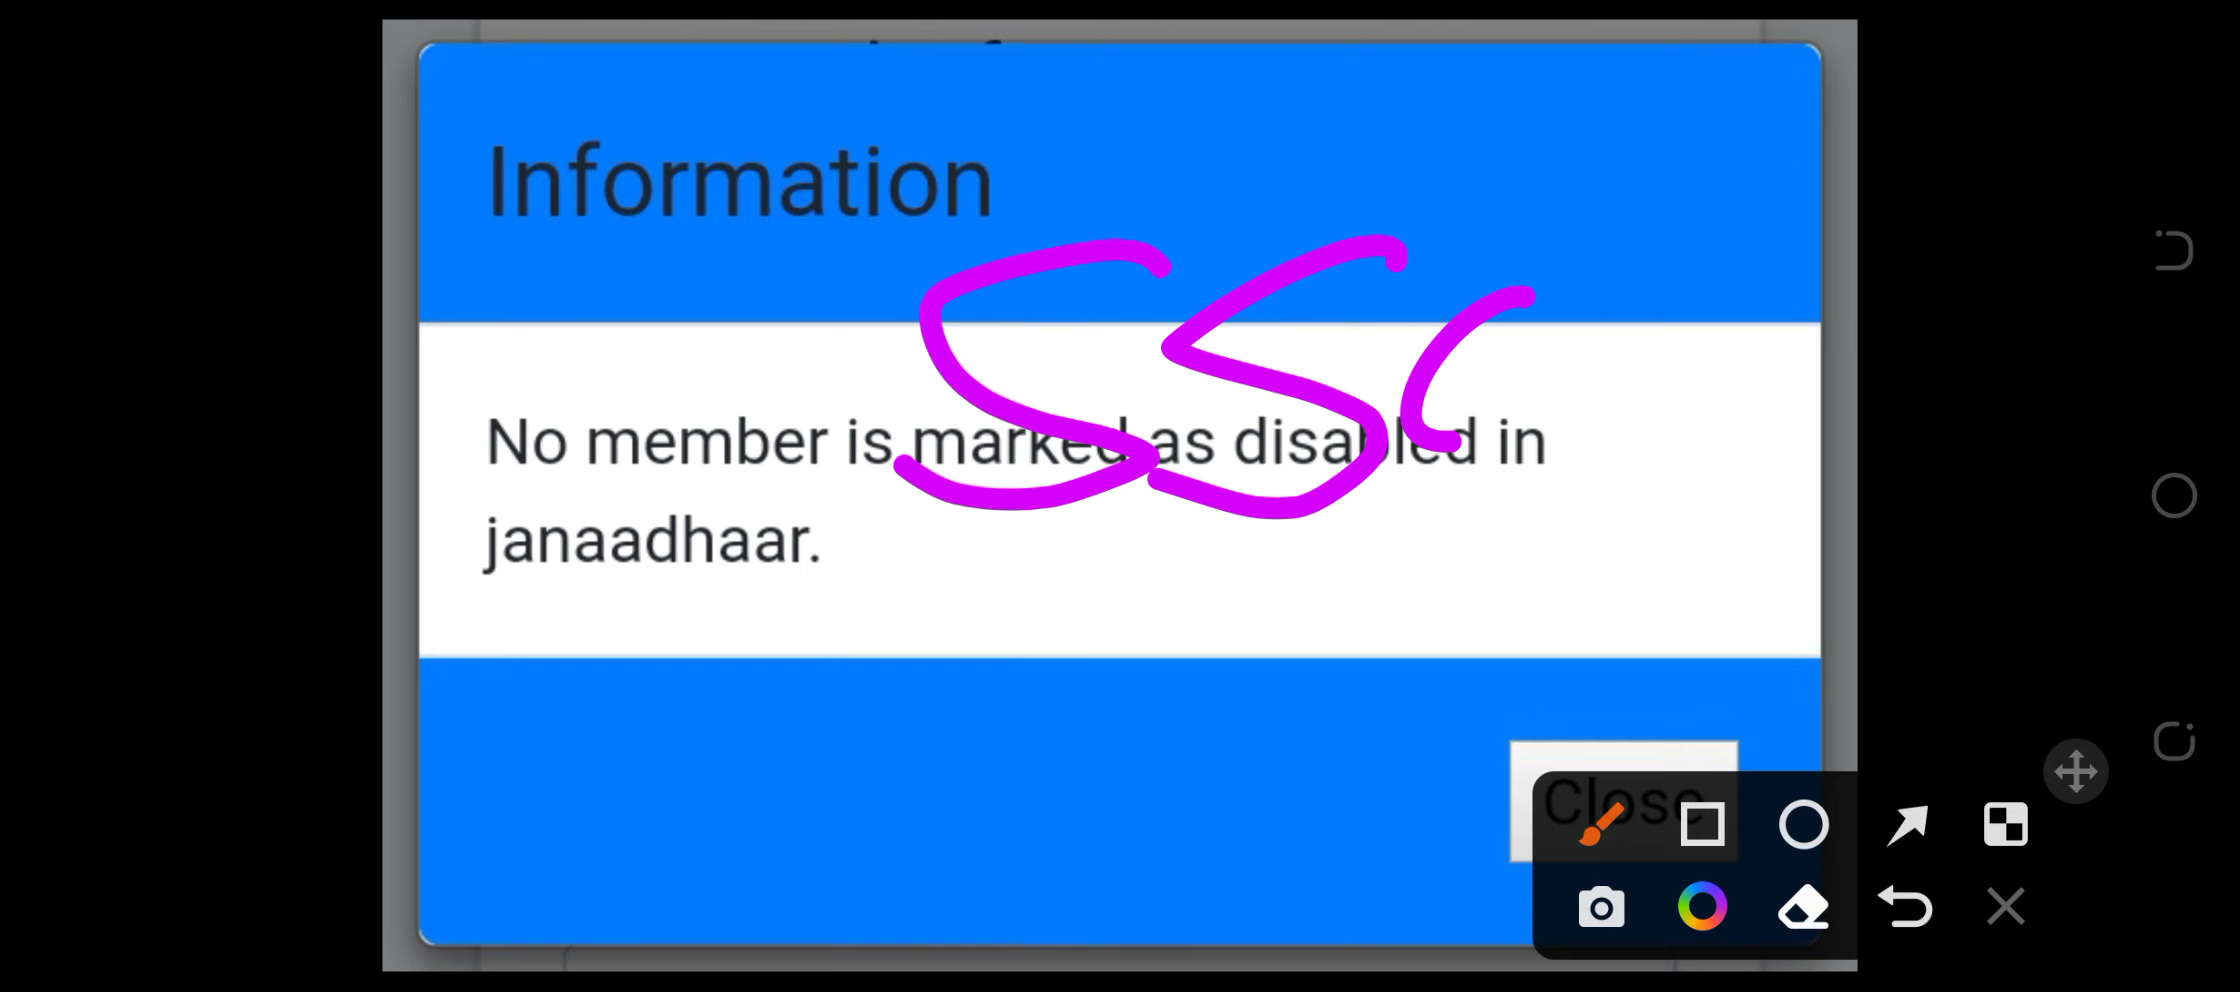 Information
SSC
No member is marked as disabled in
janaadhaar.
Close